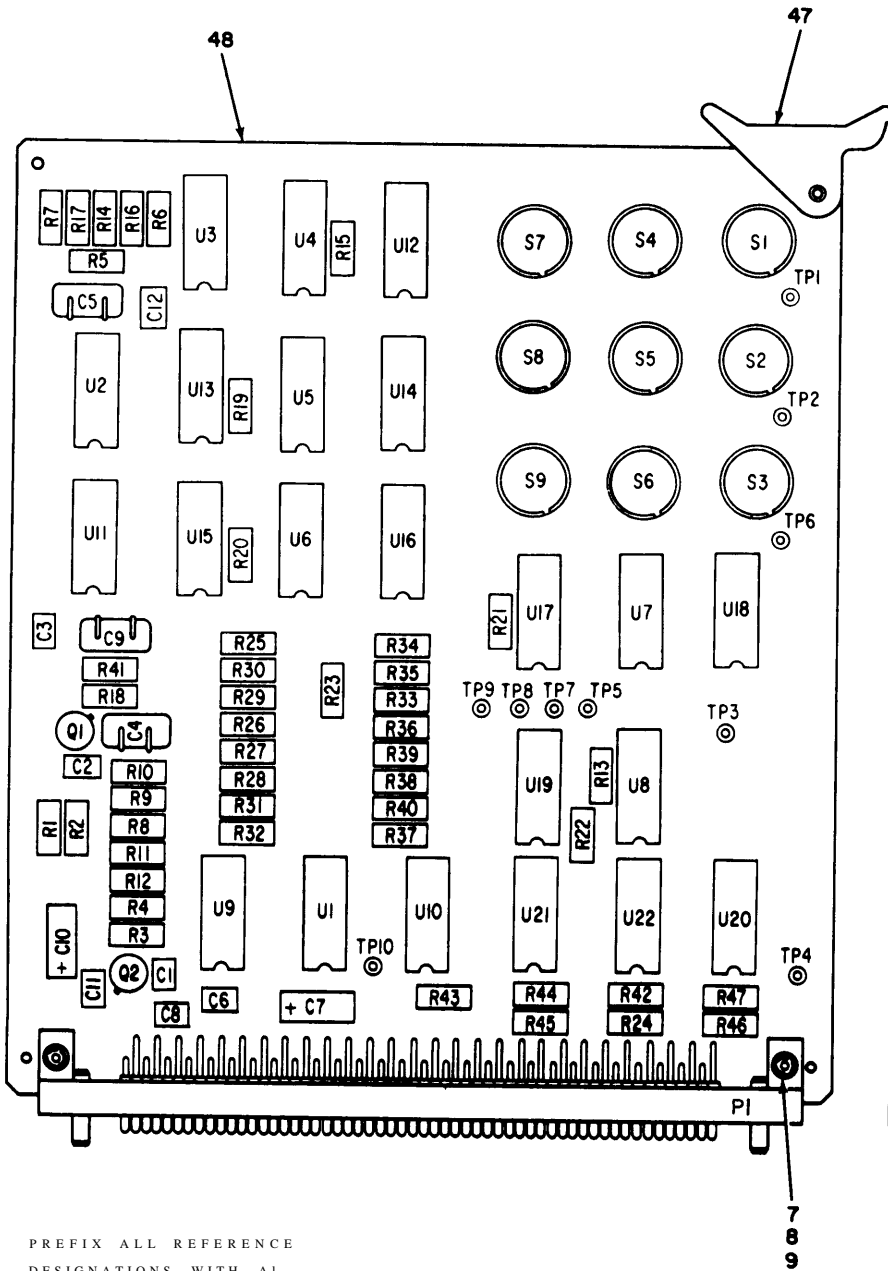 47
48
R7 R17 R14 R16 R6 U3 U4 R15 U12 S7 S4 S1
R5
TP1
C5 C12
U2 U13 R19 U5 U14 S8 S5 S2
TP2
U11 U15 R20 U6 U16 S9 S6 S3
TP6
C3 C9 R25 R34 R21 U17 U7 U18
R41 R30 R35
R18 R29 R23 R33 TP9 TP8 TP7 TP5
Q1 C4 R26 R36 TP3
C2 R10 R27 R39
R9 R28 R38 U19 R13 U8
R1 R2 R8 R31 R40
R11 R32 R37 R22
R12
R4 U9 U1 U10 U21 U22 U20
+ C10 R3
TP10 TP4
C11 Q2 C1
C8 C6 + C7 R43 R44 R42 R47
R45 R24 R46
P1
7
8
9
PREFIX ALL REFERENCE